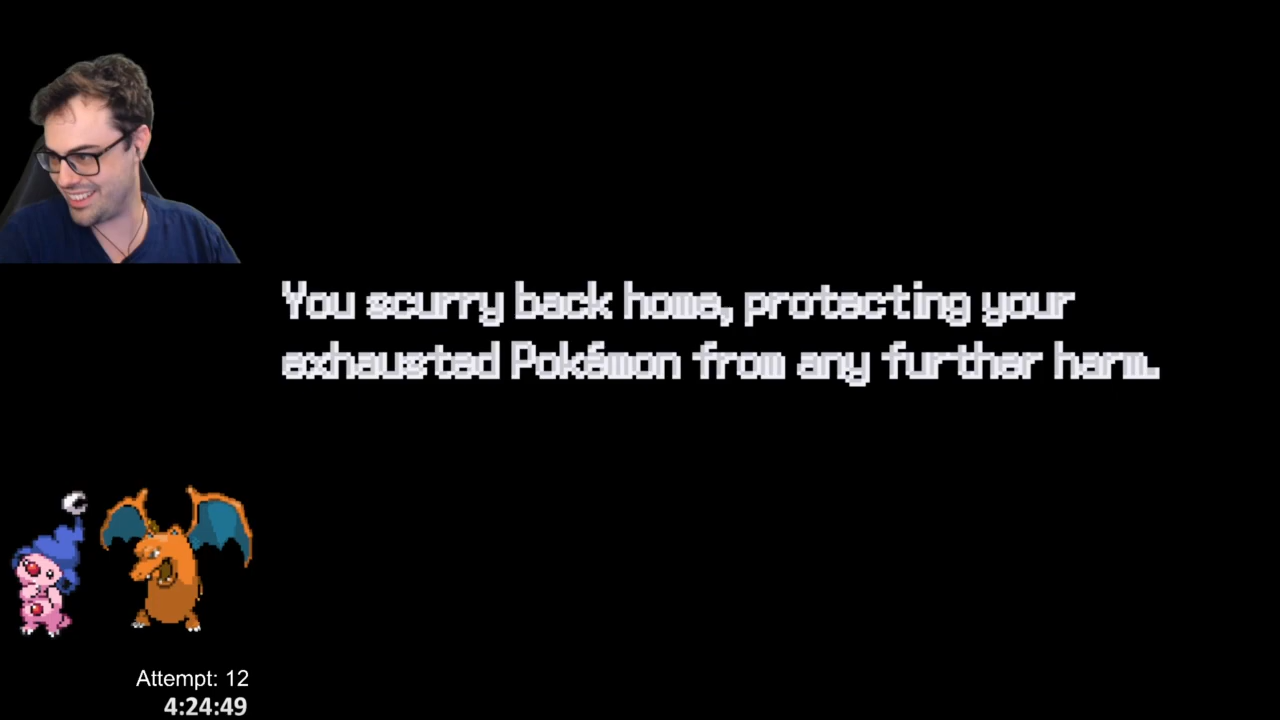 You scurry back home, protecting your
exhausted Pokémon from any further harm.
Attempt: 12
4:24:49